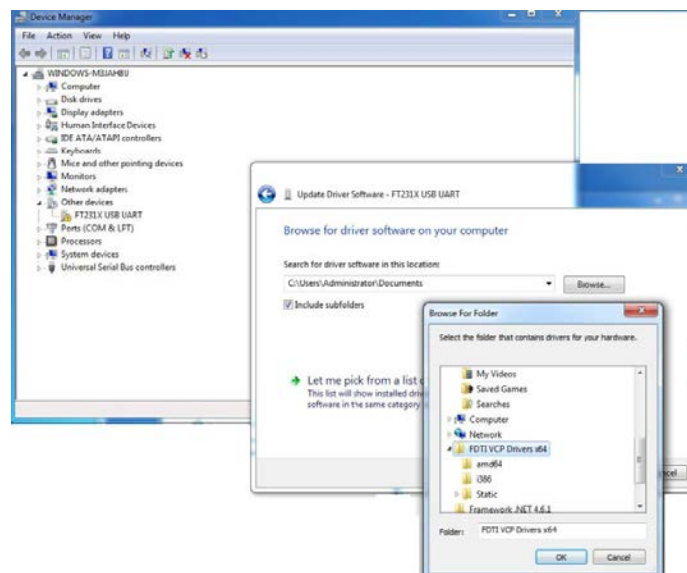 Device Manager
File Action View Help
WINDOWS-M3JAH8U
Computer
Disk drives
Display adapters
Human Interface Devices
IDE ATA/ATAPI controllers
Keyboards
Mice and other pointing devices
Monitors
Network adapters
Other devices
FT231X USB UART
Ports (COM & LPT)
Processors
System devices
Universal Serial Bus controllers
Update Driver Software - FT231X USB UART
Browse for driver software on your computer
Search for driver software in this location:
C:\Users\Administrator\Documents
Browse...
Include subfolders
Let me pick from a list
This list will show installed
software in the same category
Browse For Folder
Select the folder that contains drivers for your hardware.
My Videos
Saved Games
Searches
Computer
Network
FDTI VCP Drivers x64
amd64
i386
Static
Framework .NET 4.6.1
Folder: FDTI VCP Drivers x64
OK Cancel